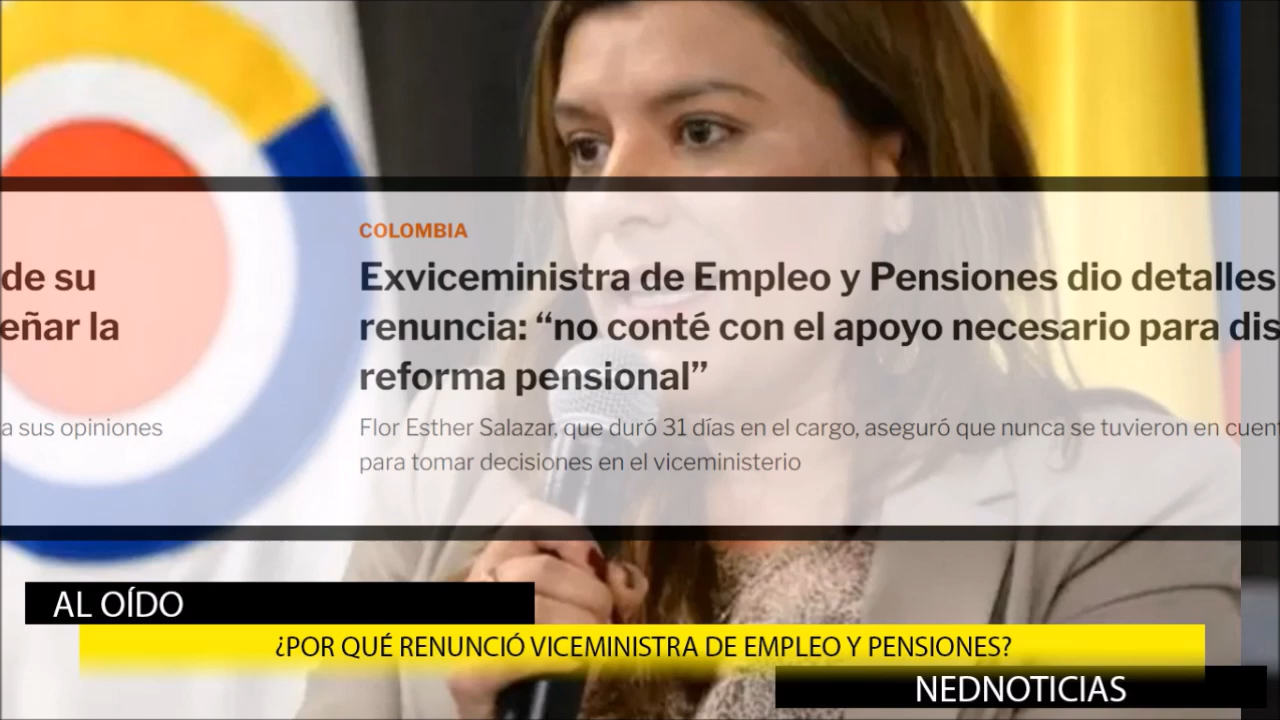 de su
eñar la
a sus opiniones
COLOMBIA
Exviceministra de Empleo y Pensiones dio detalles
renuncia: “no conté con el apoyo necesario para dis
reforma pensional”
Flor Esther Salazar, que duró 31 días en el cargo, aseguró que nunca se tuvieron en cuent
para tomar decisiones en el viceministerio
AL OÍDO
¿POR QUÉ RENUNCIÓ VICEMINISTRA DE EMPLEO Y PENSIONES?
NEDNOTICIAS